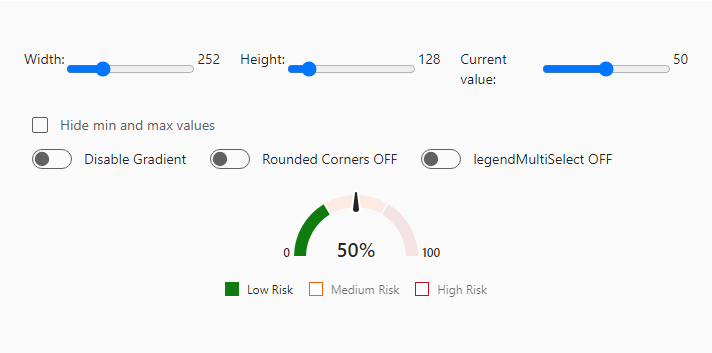 Width: 252 Height: 128 Current value: 50
Hide min and max values
Disable Gradient Rounded Corners OFF legendMultiSelect OFF
0 50% 100
Low Risk Medium Risk High Risk